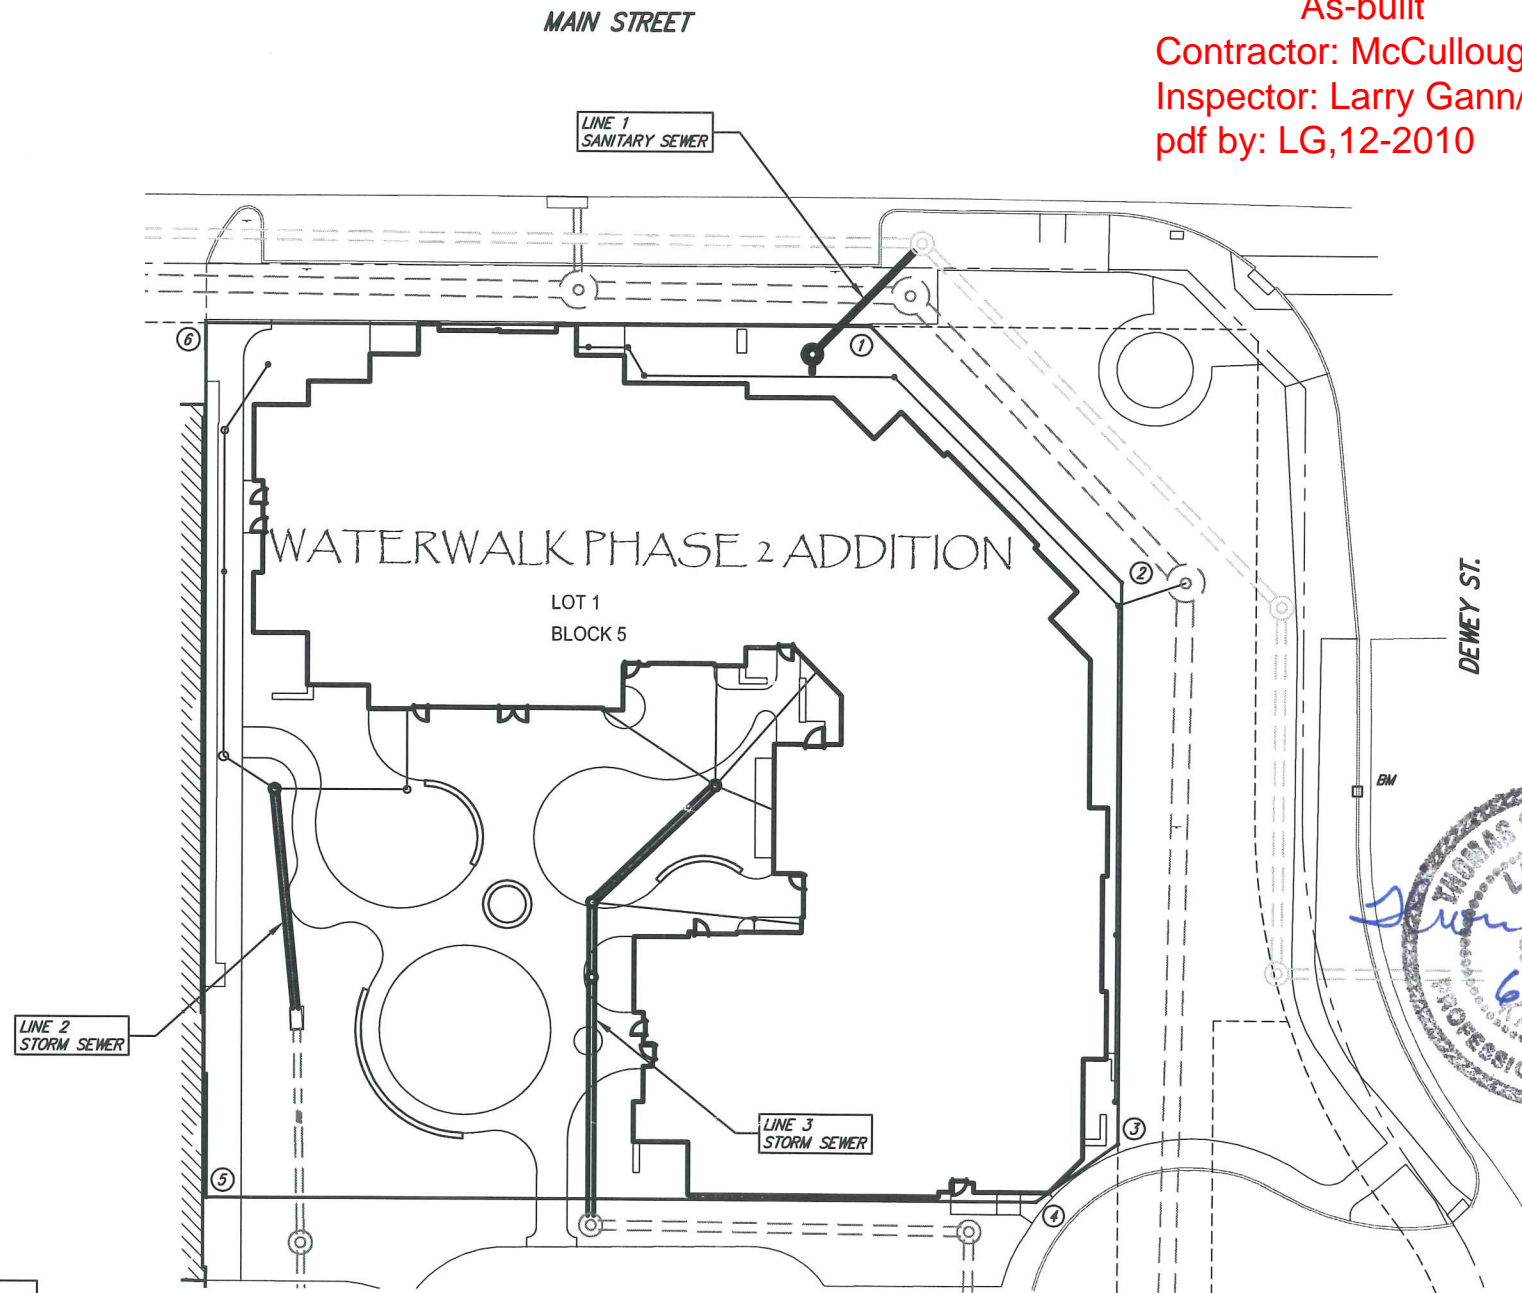 MAIN STREET
As-built
Contractor: McCulloug
Inspector: Larry Gann/
pdf by: LG,12-2010
LINE 1
SANITARY SEWER
6
1
WATERWALK PHASE 2 ADDITION
LOT 1
BLOCK 5
2
DEWEY ST.
BM
THOMAS
PROFESSIO
LINE 2
STORM SEWER
LINE 3
STORM SEWER
3
5
4